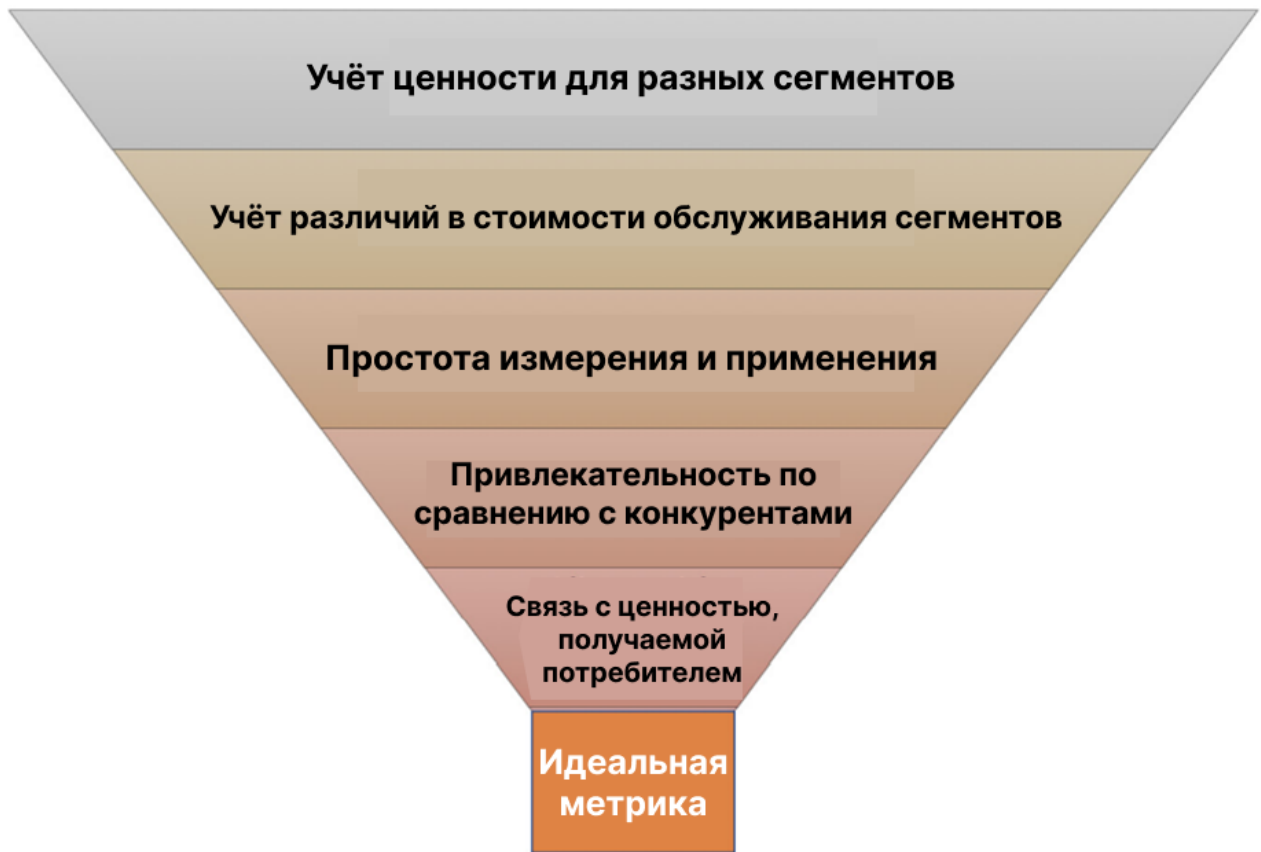 Учёт ценности для разных сегментов
Учёт различий в стоимости обслуживания сегментов
Простота измерения и применения
Привлекательность по
сравнению с конкурентами
Связь с ценностью,
получаемой
потребителем
Идеальная
метрика